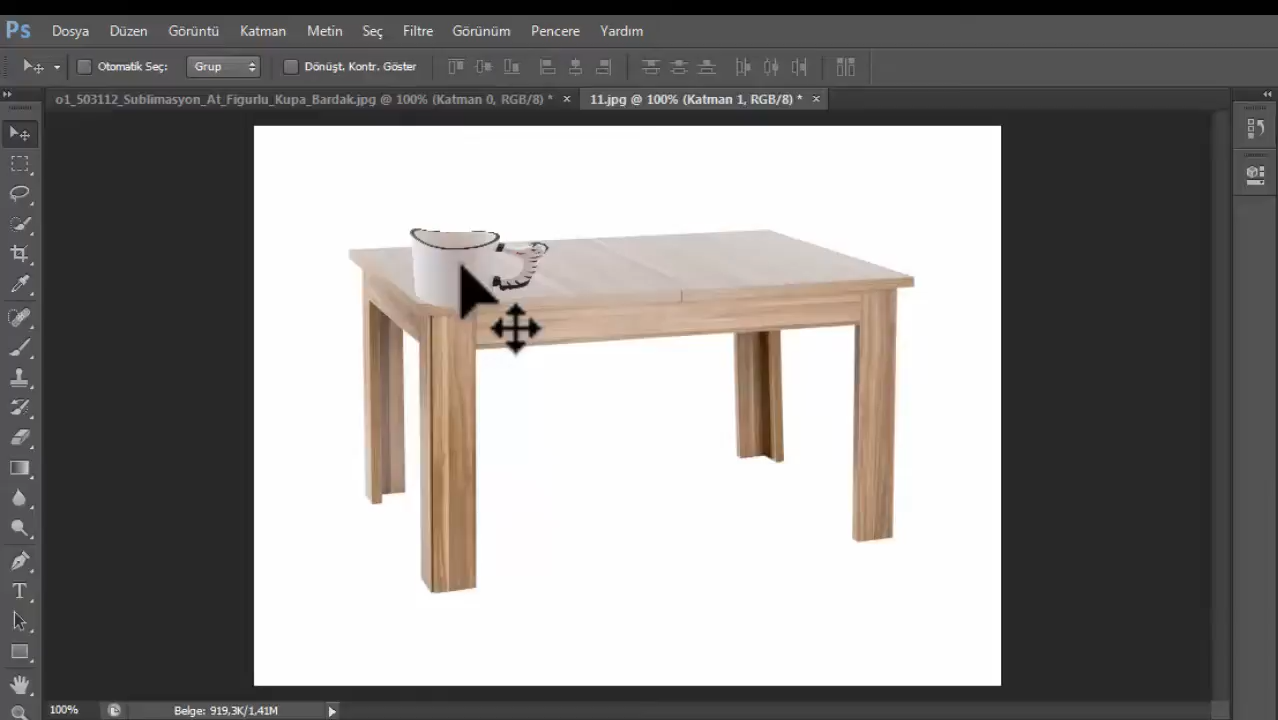 Ps Dosya Düzen Görüntü Katman Metin Seç Filtre Görünüm Pencere Yardım
Otomatik Seç: Grup Dönüşt. Kontr. Göster
o1_503112_Sublimasyon_At_Figurlu_Kupa_Bardak.jpg @ 100% (Katman 0, RGB/8) * × 11.jpg @ 100% (Katman 1, RGB/8) * ×
T
100% Belge: 919,3K/1,41M